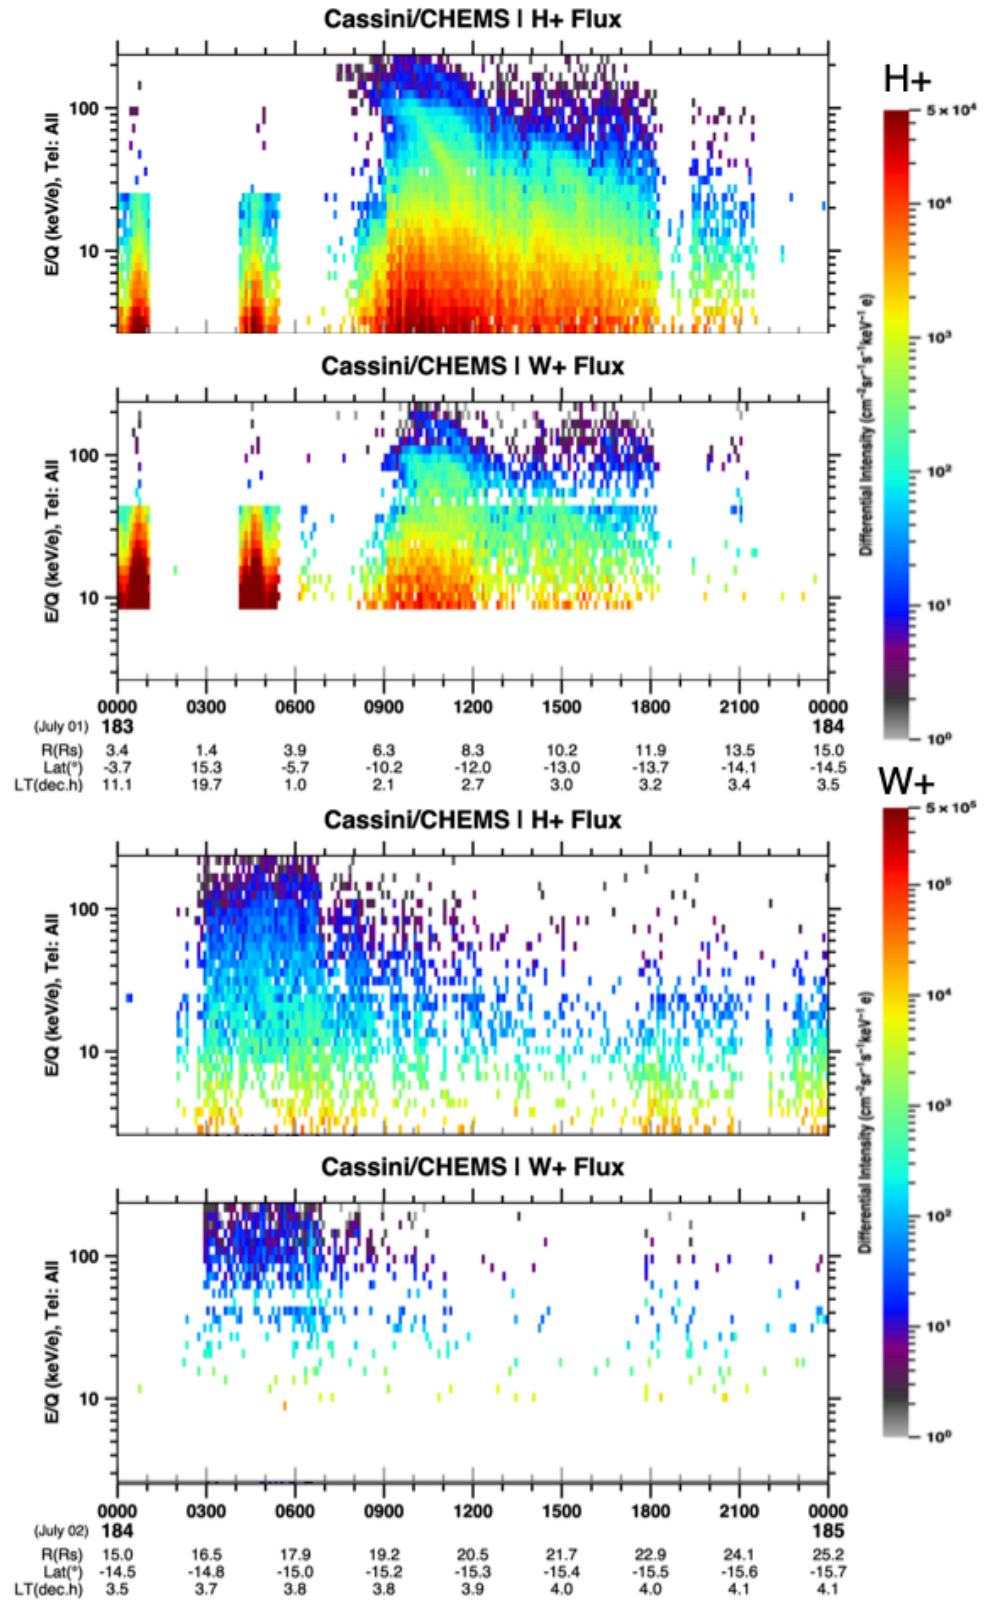 Cassini/CHEMS | H+ Flux
H+
E/Q (keV/e), Tel: All
100
10
5×10⁴
10⁴
10³
10²
10¹
10⁰
Differential Intensity (cm⁻²sr⁻¹s⁻¹keV⁻¹ e)
Cassini/CHEMS | W+ Flux
E/Q (keV/e), Tel: All
100
10
0000 0300 0600 0900 1200 1500 1800 2100 0000
(July 01) 183 184
R(Rs) 3.4 1.4 3.9 6.3 8.3 10.2 11.9 13.5 15.0
Lat(°) -3.7 15.3 -5.7 -10.2 -12.0 -13.0 -13.7 -14.1 -14.5
LT(dec.h) 11.1 19.7 1.0 2.1 2.7 3.0 3.2 3.4 3.5
W+
Cassini/CHEMS | H+ Flux
E/Q (keV/e), Tel: All
100
10
5×10⁵
10⁵
10⁴
10³
10²
10¹
10⁰
Differential Intensity (cm⁻²sr⁻¹s⁻¹keV⁻¹ e)
Cassini/CHEMS | W+ Flux
E/Q (keV/e), Tel: All
100
10
0000 0300 0600 0900 1200 1500 1800 2100 0000
(July 02) 184 185
R(Rs) 15.0 16.5 17.9 19.2 20.5 21.7 22.9 24.1 25.2
Lat(°) -14.5 -14.8 -15.0 -15.2 -15.3 -15.4 -15.5 -15.6 -15.7
LT(dec.h) 3.5 3.7 3.8 3.8 3.9 4.0 4.0 4.1 4.1